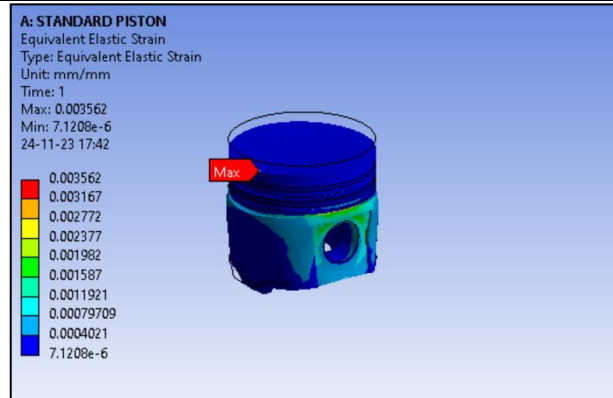 A: STANDARD PISTON
Equivalent Elastic Strain
Type: Equivalent Elastic Strain
Unit: mm/mm
Time: 1
Max: 0.003562
Min: 7.1208e-6
24-11-23 17:42
Max
0.003562
0.003167
0.002772
0.002377
0.001982
0.001587
0.0011921
0.00079709
0.0004021
7.1208e-6